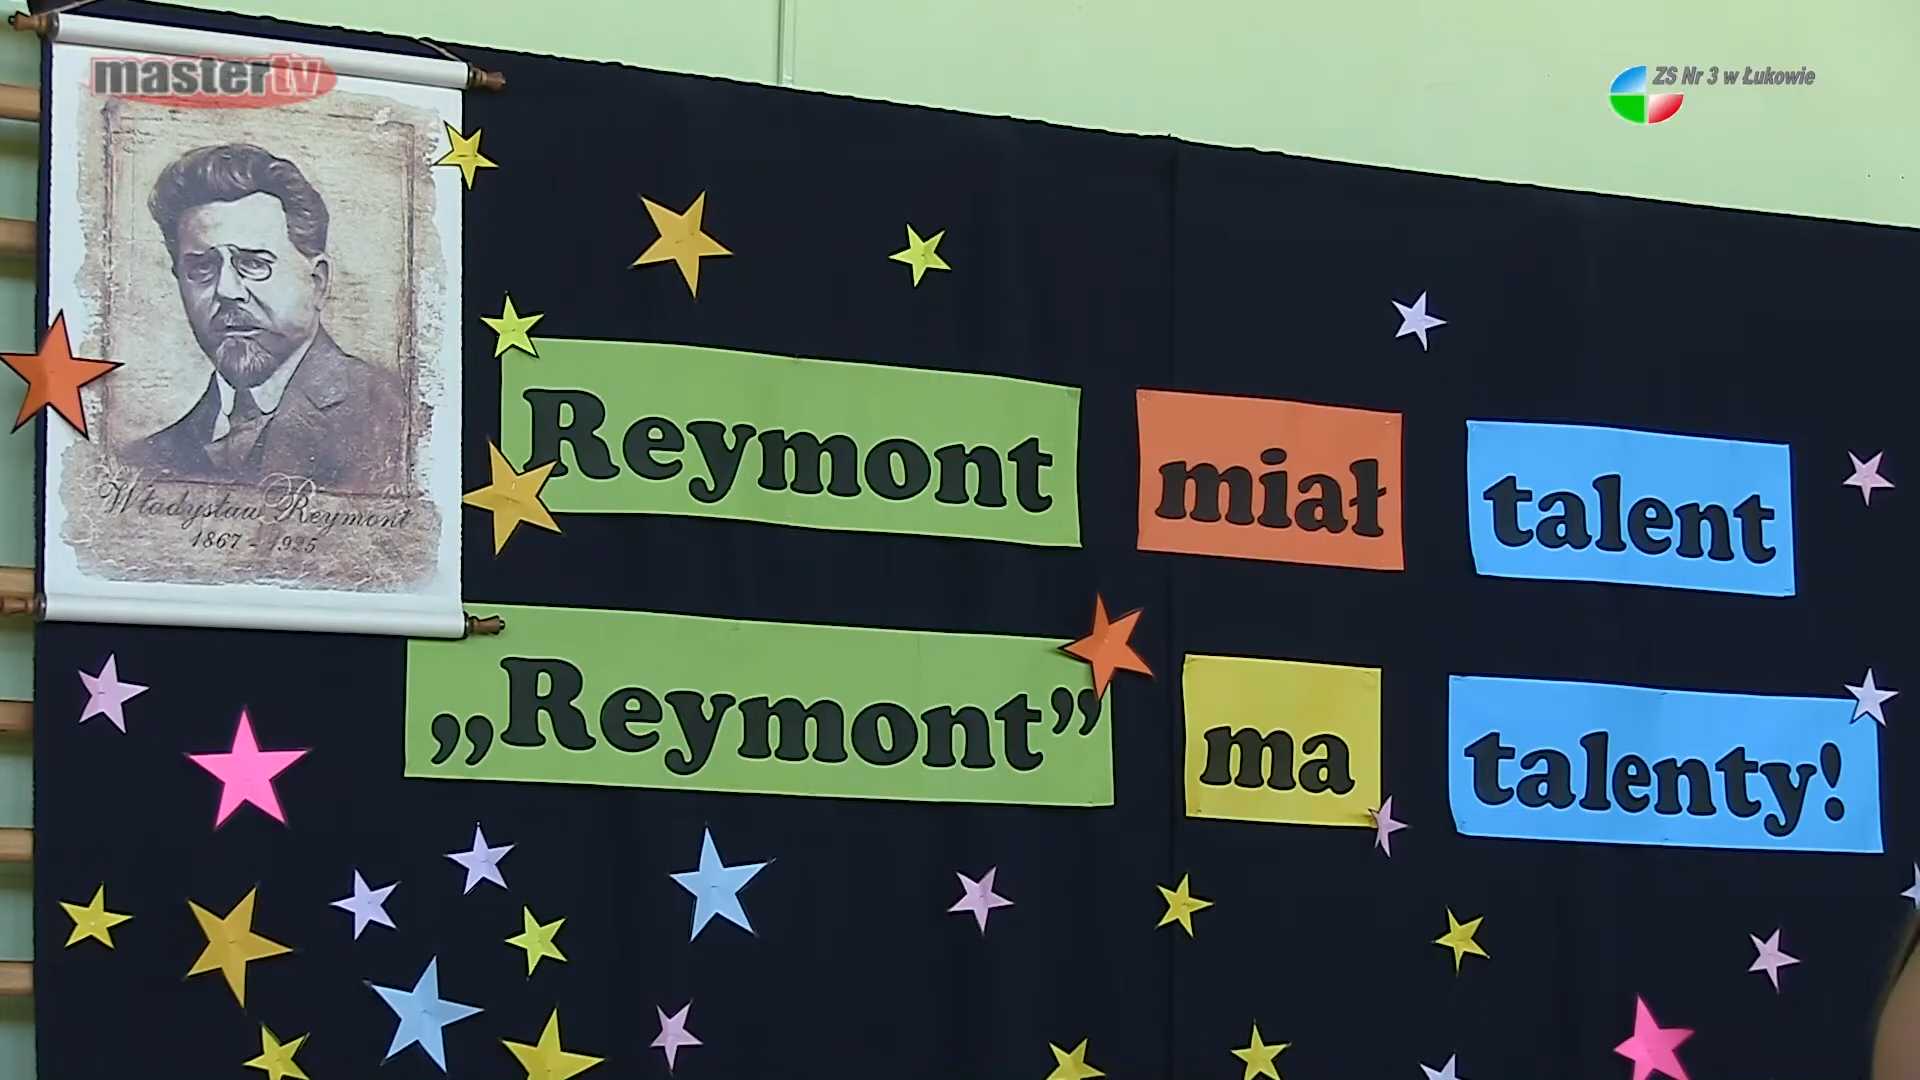 mastertv
ZS Nr 3 w Łukowie
Władysław Reymont
1867 - 1925
Reymont miał talent
„Reymont” ma talenty!